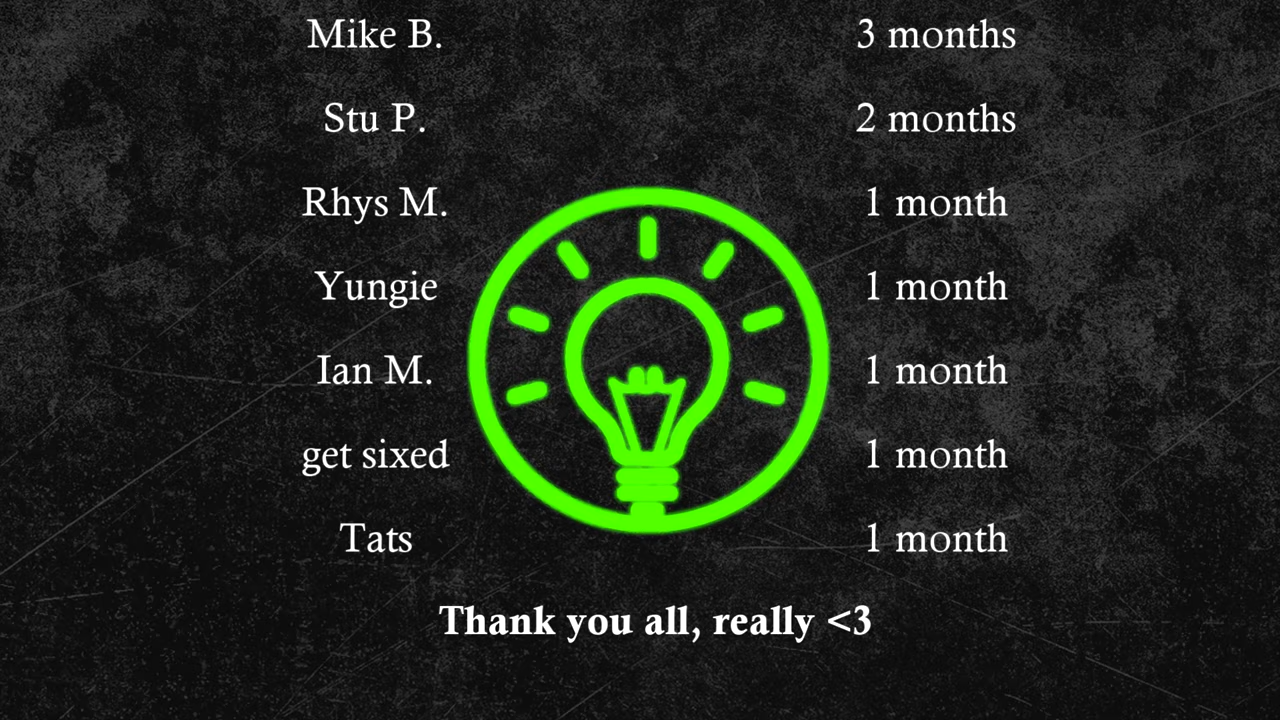 Mike B. 3 months
Stu P. 2 months
Rhys M. 1 month
Yungie 1 month
Ian M. 1 month
get sixed 1 month
Tats 1 month
Thank you all, really <3